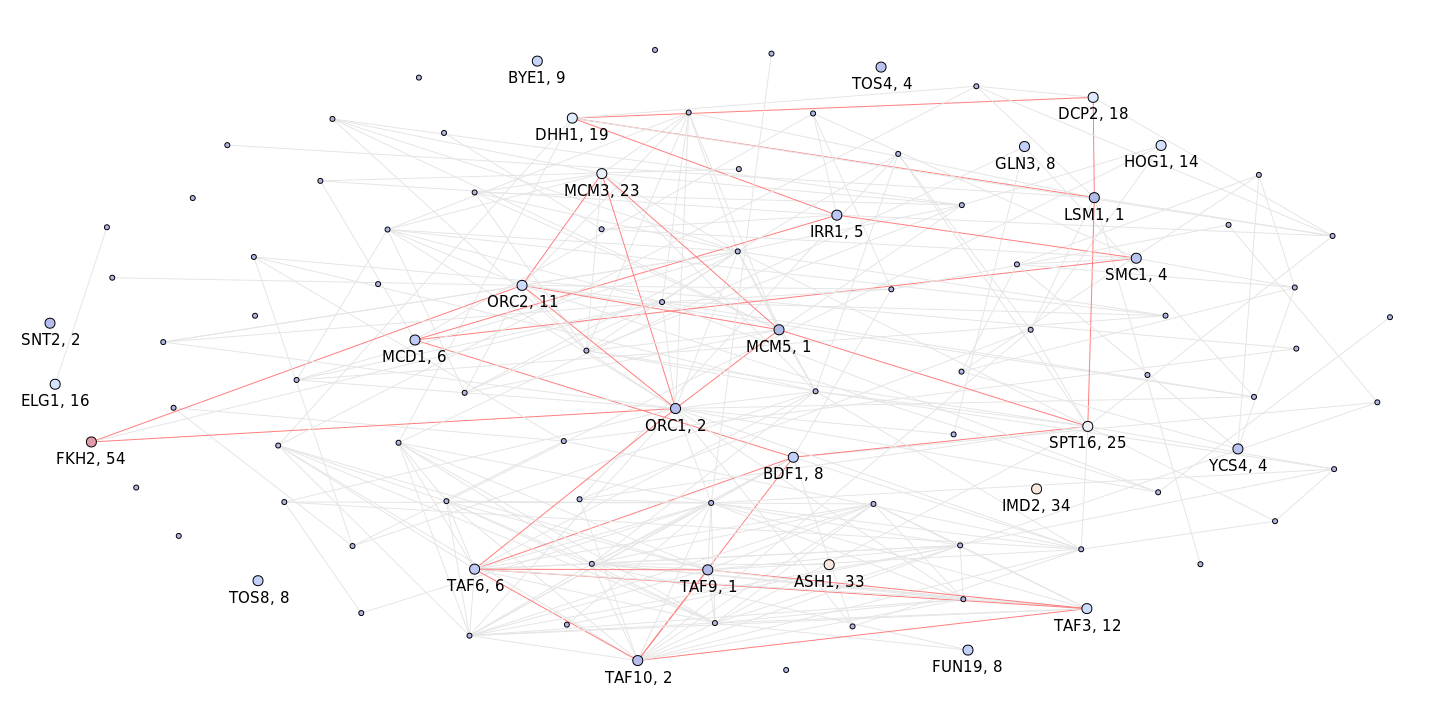 BYE1, 9
TOS4, 4
DCP2, 18
DHH1, 19
GLN3, 8
HOG1, 14
MCM3, 23
LSM1, 1
IRR1, 5
SMC1, 4
ORC2, 11
SNT2, 2
MCD1, 6
MCM5, 1
ELG1, 16
ORC1, 2
SPT16, 25
FKH2, 54
BDF1, 8
YCS4, 4
IMD2, 34
TAF6, 6
TAF9, 1
ASH1, 33
TOS8, 8
TAF3, 12
FUN19, 8
TAF10, 2